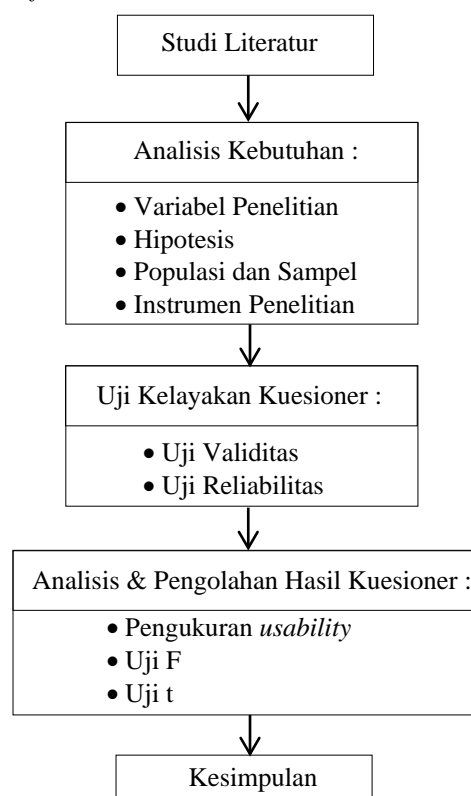 Studi Literatur
Analisis Kebutuhan :
• Variabel Penelitian
• Hipotesis
• Populasi dan Sampel
• Instrumen Penelitian
Uji Kelayakan Kuesioner :
• Uji Validitas
• Uji Reliabilitas
Analisis & Pengolahan Hasil Kuesioner :
• Pengukuran usability
• Uji F
• Uji t
Kesimpulan